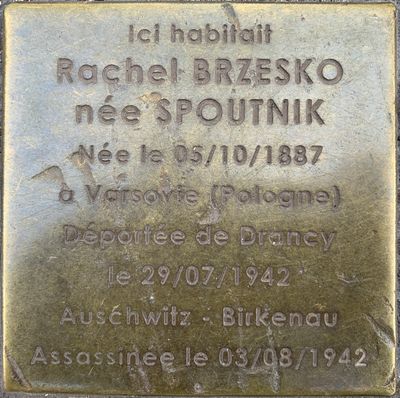 Ici habitait
Rachel BRZESKO
née SPOUTNIK
Née le 05/10/1887
à Varsovie (Pologne)
Déportée de Drancy
le 29/07/1942
Auschwitz - Birkenau
Assassinée le 03/08/1942